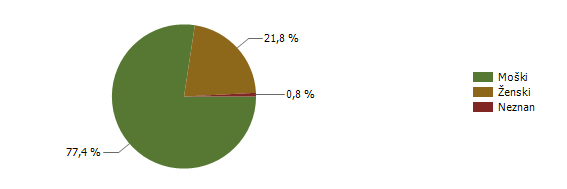 21,8 %
0,8 %
77,4 %
Moški
Ženski
Neznan